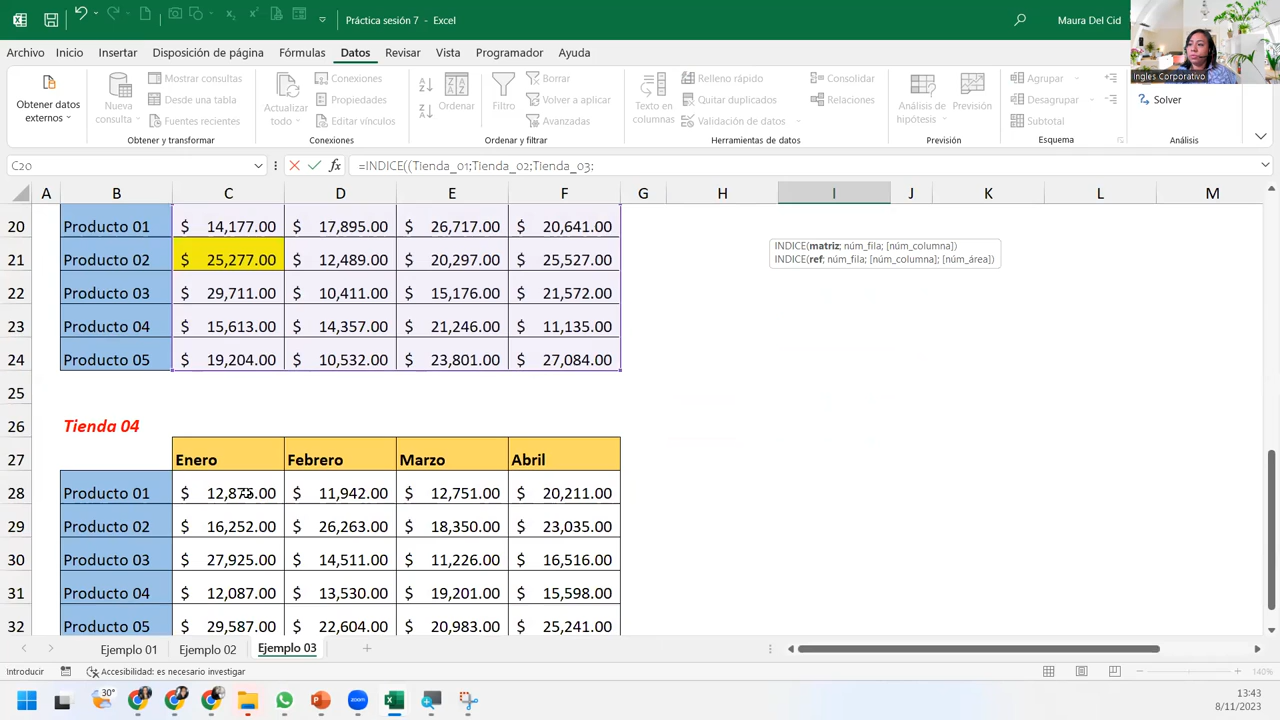 Práctica sesión 7 - Excel
Maura Del Cid
Archivo Inicio Insertar Disposición de página Fórmulas Datos Revisar Vista Programador Ayuda
Ingles Corporativo
Obtener datos externos
Nueva consulta
Mostrar consultas
Desde una tabla
Fuentes recientes
Obtener y transformar
Actualizar todo
Conexiones
Propiedades
Editar vínculos
Conexiones
Ordenar
Filtro
Borrar
Volver a aplicar
Avanzadas
Ordenar y filtrar
Texto en columnas
Relleno rápido
Quitar duplicados
Validación de datos
Consolidar
Relaciones
Herramientas de datos
Análisis de hipótesis
Previsión
Previsión
Agrupar
Desagrupar
Subtotal
Esquema
Solver
Análisis
C20 fx =INDICE((Tienda_01;Tienda_02;Tienda_03;
A B C D E F G H I J K L M
20 Producto 01 $ 14,177.00 $ 17,895.00 $ 26,717.00 $ 20,641.00
INDICE(matriz; núm_fila; [núm_columna])
INDICE(ref; núm_fila; [núm_columna]; [núm_área])
21 Producto 02 $ 25,277.00 $ 12,489.00 $ 20,297.00 $ 25,527.00
22 Producto 03 $ 29,711.00 $ 10,411.00 $ 15,176.00 $ 21,572.00
23 Producto 04 $ 15,613.00 $ 14,357.00 $ 21,246.00 $ 11,135.00
24 Producto 05 $ 19,204.00 $ 10,532.00 $ 23,801.00 $ 27,084.00
25
26 Tienda 04
27 Enero Febrero Marzo Abril
28 Producto 01 $ 12,875.00 $ 11,942.00 $ 12,751.00 $ 20,211.00
29 Producto 02 $ 16,252.00 $ 26,263.00 $ 18,350.00 $ 23,035.00
30 Producto 03 $ 27,925.00 $ 14,511.00 $ 11,226.00 $ 16,516.00
31 Producto 04 $ 12,087.00 $ 13,530.00 $ 19,201.00 $ 15,598.00
32 Producto 05 $ 29,587.00 $ 22,604.00 $ 20,983.00 $ 25,241.00
Ejemplo 01 Ejemplo 02 Ejemplo 03
Introducir Accesibilidad: es necesario investigar 140%
30° zoom 13:43
8/11/2023